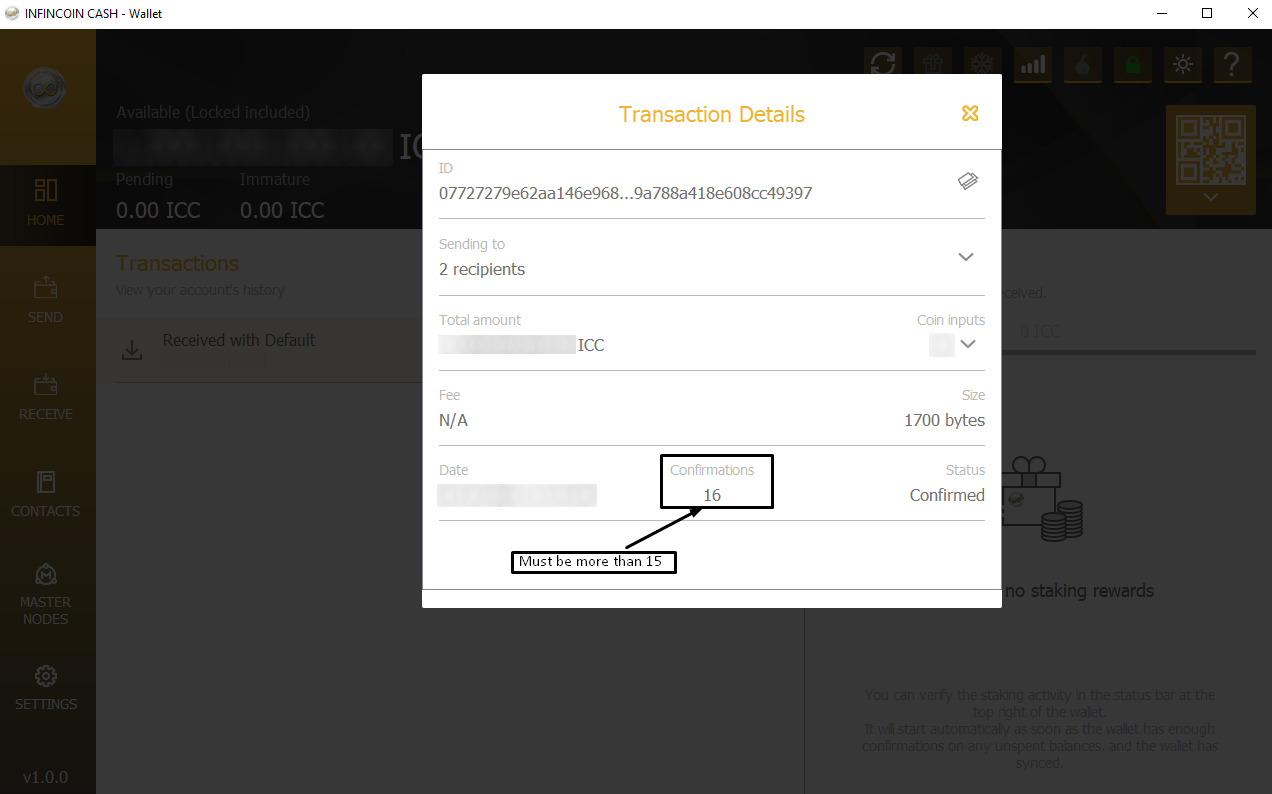 INFINCOIN CASH - Wallet
Available (Locked included)
IC
Pending
Immature
0.00 ICC
0.00 ICC
HOME
SEND
RECEIVE
CONTACTS
MASTER
NODES
SETTINGS
v1.0.0
Transactions
View your account's history
Received with Default
Transaction Details
ID
07727279e62aa146e968...9a788a418e608cc49397
Sending to
2 recipients
Total amount
Coin inputs
ICC
Fee
Size
N/A
1700 bytes
Date
Confirmations
Status
16
Confirmed
Must be more than 15
?
0 ICC
no staking rewards
You can verify the staking activity in the status bar at the
top right of the wallet.
It will start automatically as soon as the wallet has enough
confirmations on any unspent balances, and the wallet has
synced.